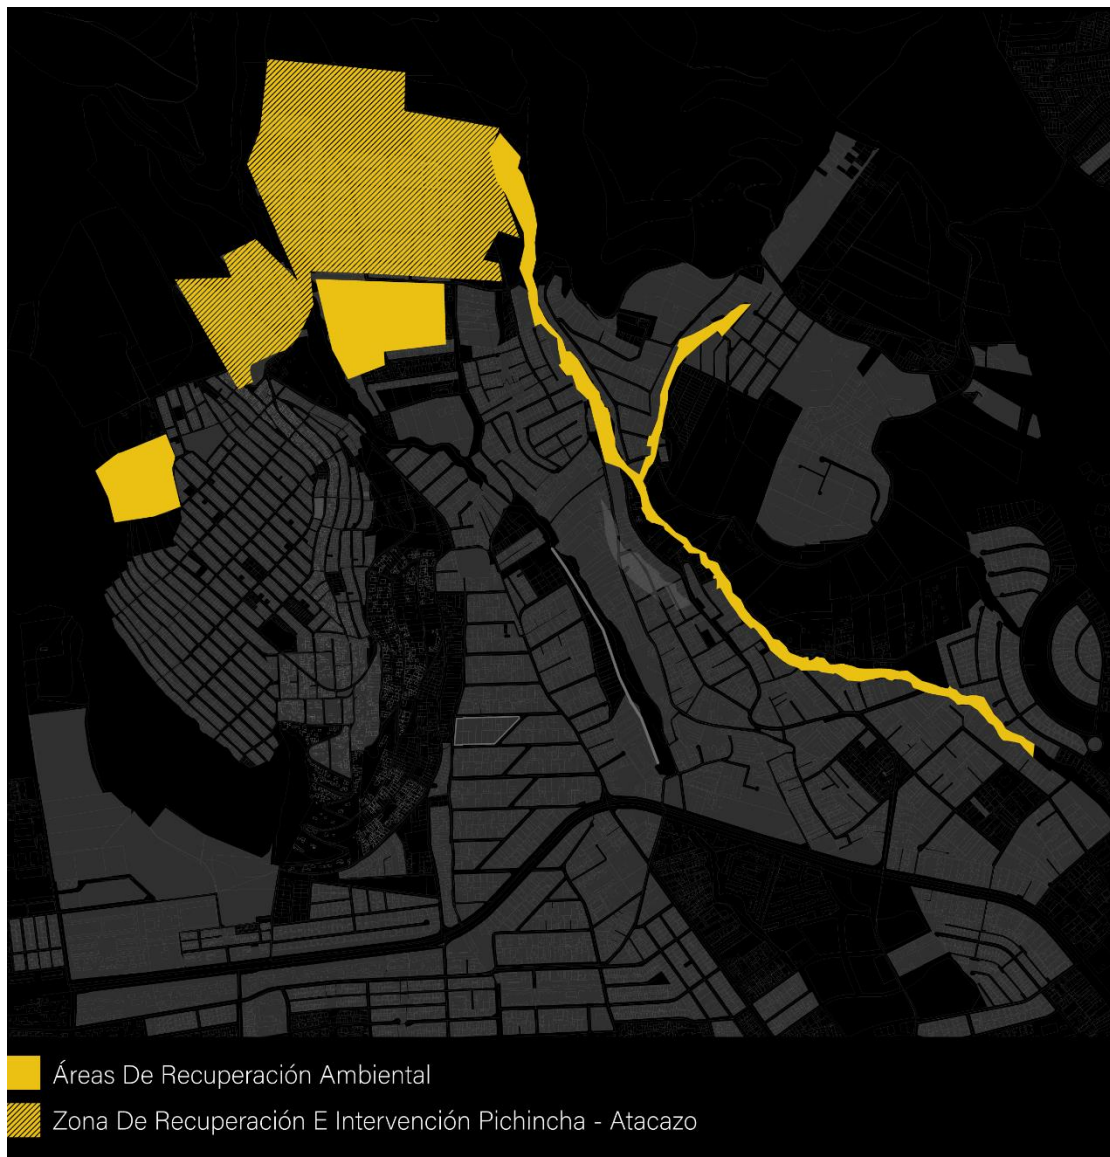 Áreas De Recuperación Ambiental
Zona De Recuperación E Intervención Pichincha - Atacazo